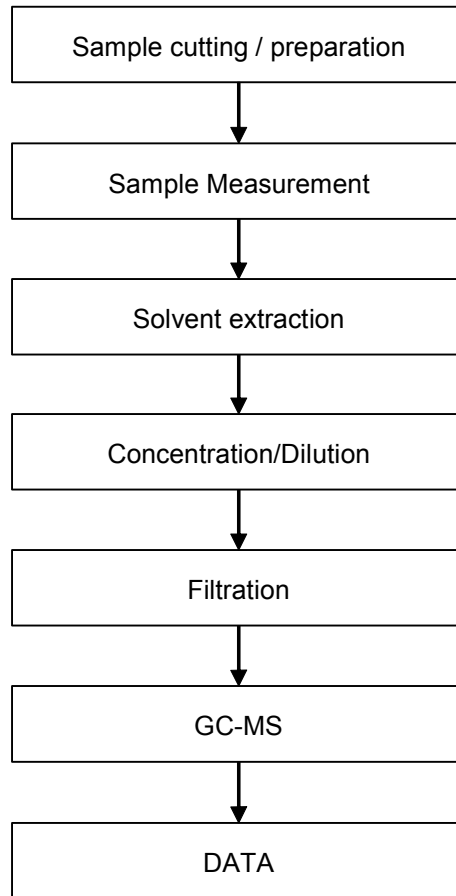 Sample cutting / preparation
Sample Measurement
Solvent extraction
Concentration/Dilution
Filtration
GC-MS
DATA